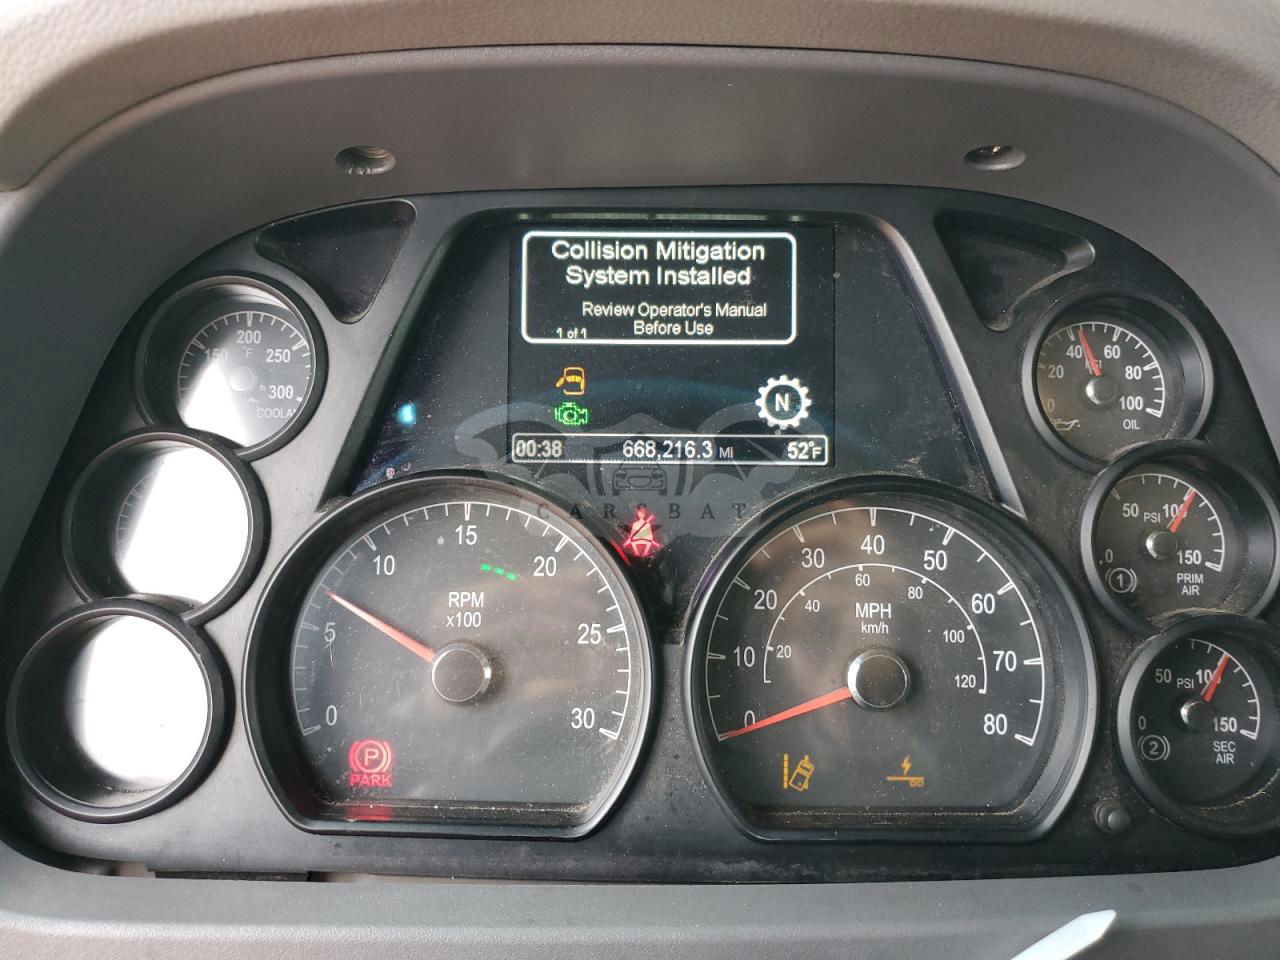 Collision Mitigation
System Installed
Review Operator's Manual
1 of 1 Before Use
N
00:38 668,216.3 MI 52°F
CARSBAT
150 200 250 300
°F
COOLA
0 20 40 60 80 100
OIL
0 50 PSI 100 150
1
PRIM
AIR
0 50 PSI 100 150
2
SEC
AIR
0 5 10 15 20 25 30
RPM
x100
P
PARK
0 10 20 30 40 50 60 70 80
20 40 60 80 100 120
MPH
km/h